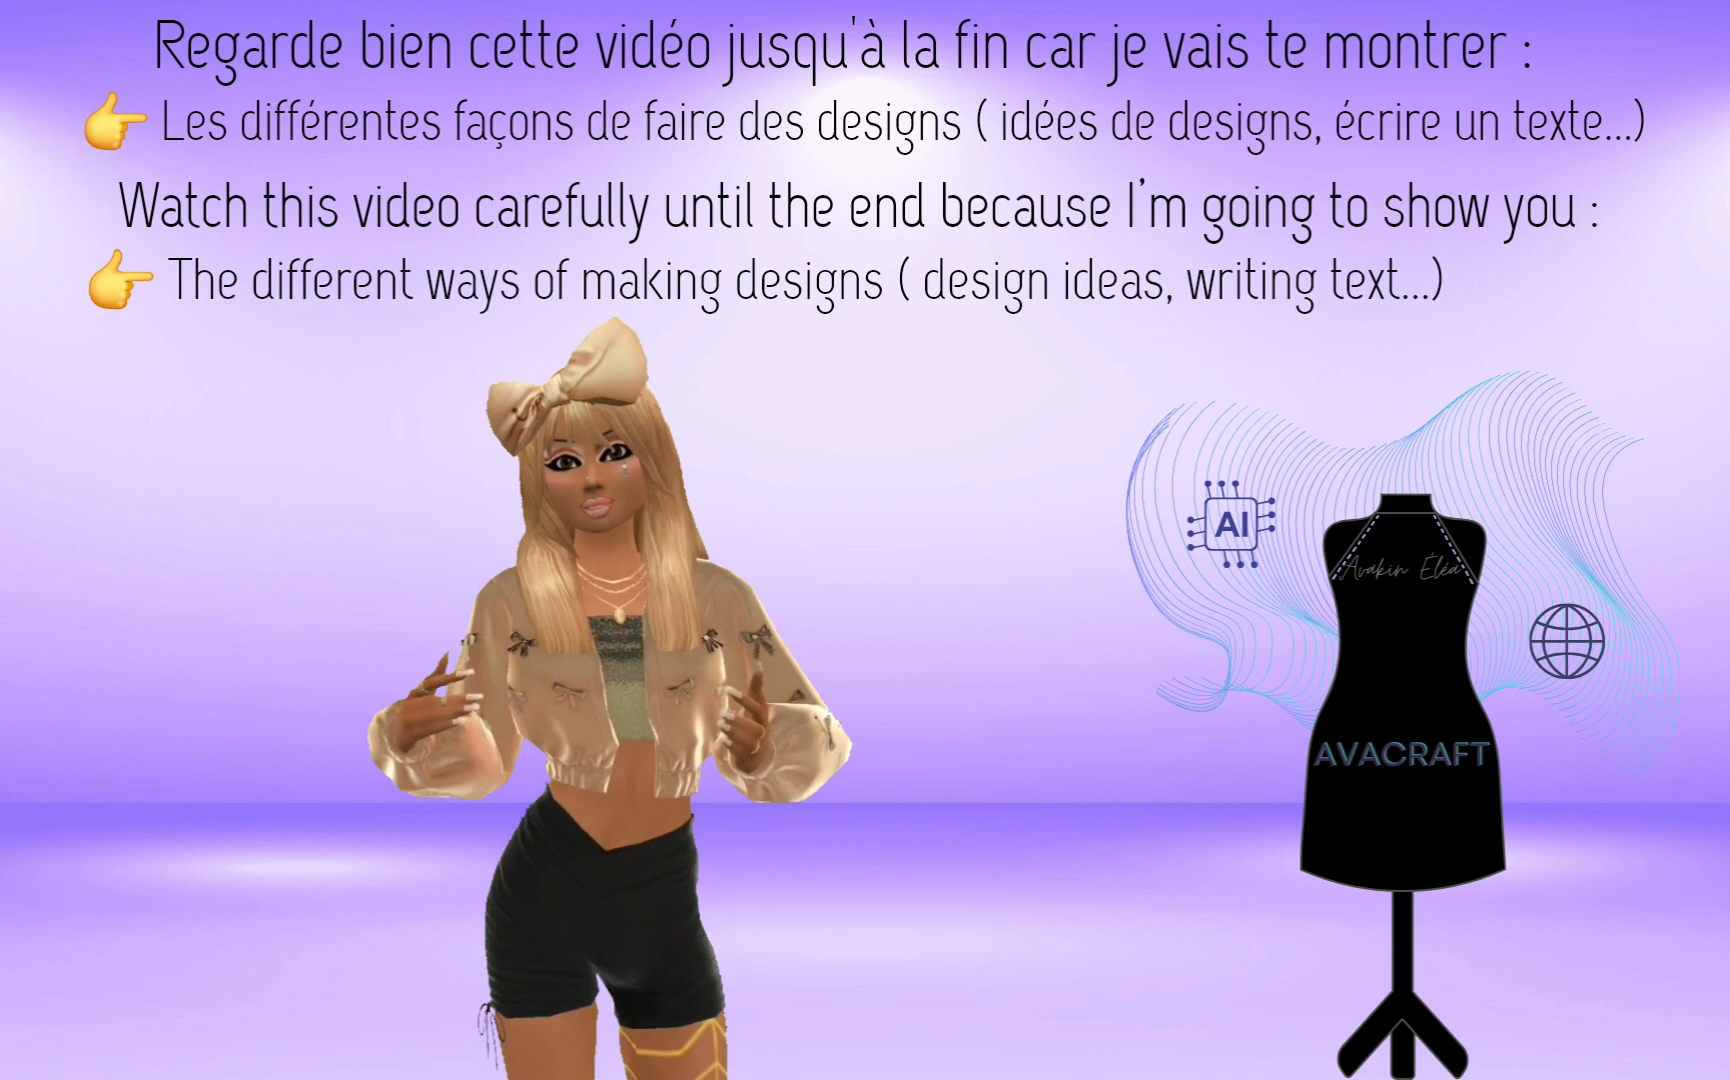 Regarde bien cette vidéo jusqu'à la fin car je vais te montrer :
👉 Les différentes façons de faire des designs ( idées de designs, écrire un texte...)
Watch this video carefully until the end because I'm going to show you :
👉 The different ways of making designs ( design ideas, writing text...)
AI
Avakin Éléa
AVACRAFT